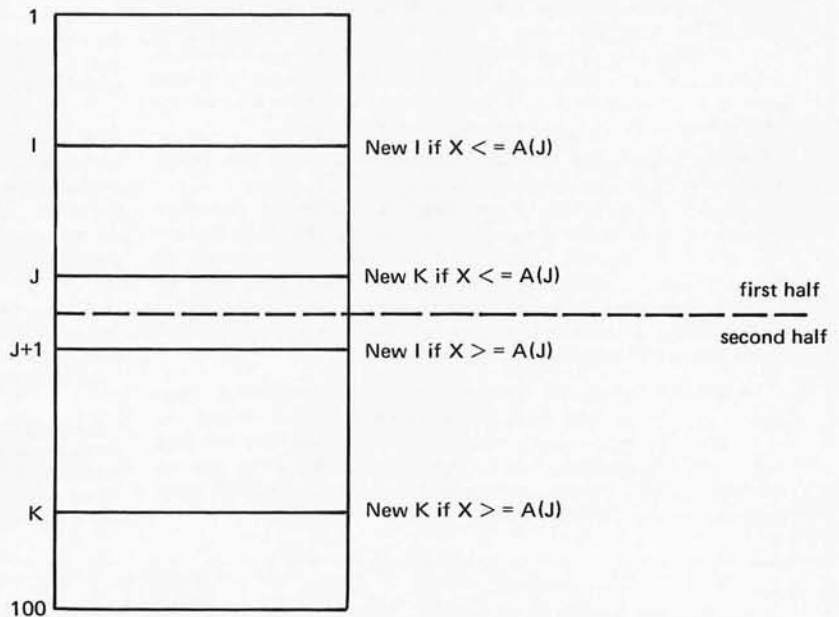 1
I New I if X < = A(J)
J New K if X < = A(J)
first half
second half
J+1 New I if X > = A(J)
K New K if X > = A(J)
100